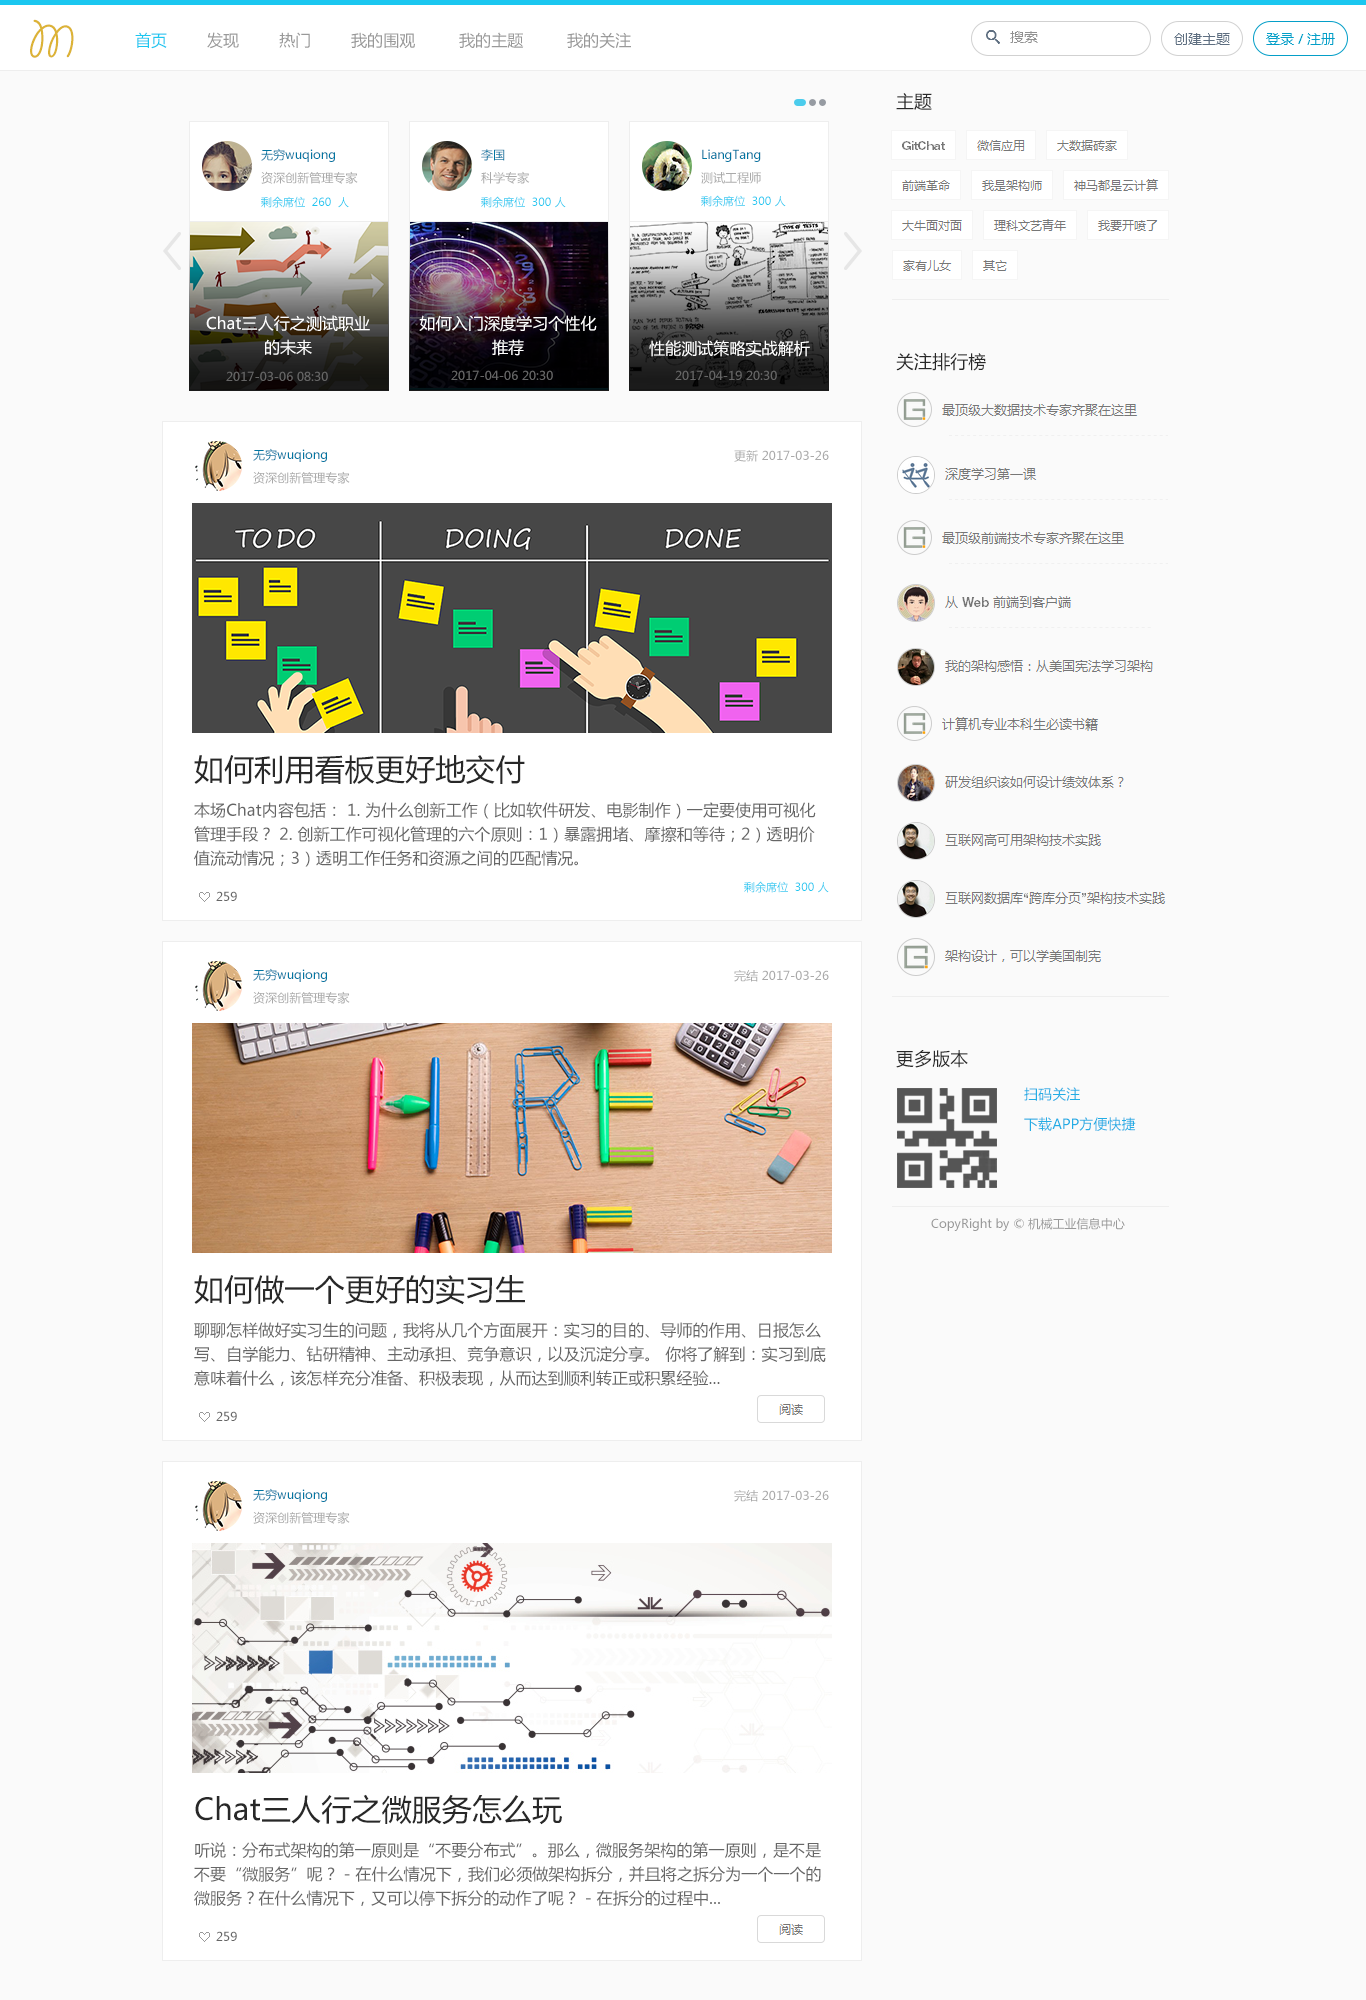 首页 发现 热门 我的围观 我的主题 我的关注 搜索 创建主题 登录 / 注册
无穷wuqiong
资深创新管理专家
剩余席位 260 人
Chat三人行之测试职业
的未来
2017-03-06 08:30
李国
科学专家
剩余席位 300 人
如何入门深度学习个性化
推荐
2017-04-06 20:30
LiangTang
测试工程师
剩余席位 300 人
性能测试策略实战解析
2017-04-19 20:30
无穷wuqiong
资深创新管理专家
更新 2017-03-26
TO DO DOING DONE
如何利用看板更好地交付
本场Chat内容包括： 1. 为什么创新工作（比如软件研发、电影制作）一定要使用可视化
管理手段？ 2. 创新工作可视化管理的六个原则：1）暴露拥堵、摩擦和等待；2）透明价
值流动情况；3）透明工作任务和资源之间的匹配情况。
259
剩余席位 300 人
无穷wuqiong
资深创新管理专家
完结 2017-03-26
HIRE
如何做一个更好的实习生
聊聊怎样做好实习生的问题，我将从几个方面展开：实习的目的、导师的作用、日报怎么
写、自学能力、钻研精神、主动承担、竞争意识，以及沉淀分享。 你将了解到：实习到底
意味着什么，该怎样充分准备、积极表现，从而达到顺利转正或积累经验...
259
阅读
无穷wuqiong
资深创新管理专家
完结 2017-03-26
Chat三人行之微服务怎么玩
听说：分布式架构的第一原则是“不要分布式”。那么，微服务架构的第一原则，是不是
不要“微服务”呢？ - 在什么情况下，我们必须做架构拆分，并且将之拆分为一个一个的
微服务？在什么情况下，又可以停下拆分的动作了呢？ - 在拆分的过程中...
259
阅读
主题
GitChat 微信应用 大数据砖家
前端革命 我是架构师 神马都是云计算
大牛面对面 理科文艺青年 我要开喷了
家有儿女 其它
关注排行榜
最顶级大数据技术专家齐聚在这里
深度学习第一课
最顶级前端技术专家齐聚在这里
从 Web 前端到客户端
我的架构感悟：从美国宪法学习架构
计算机专业本科生必读书籍
研发组织该如何设计绩效体系？
互联网高可用架构技术实践
互联网数据库“跨库分页”架构技术实践
架构设计，可以学美国制宪
更多版本
扫码关注
下载APP方便快捷
CopyRight by © 机械工业信息中心